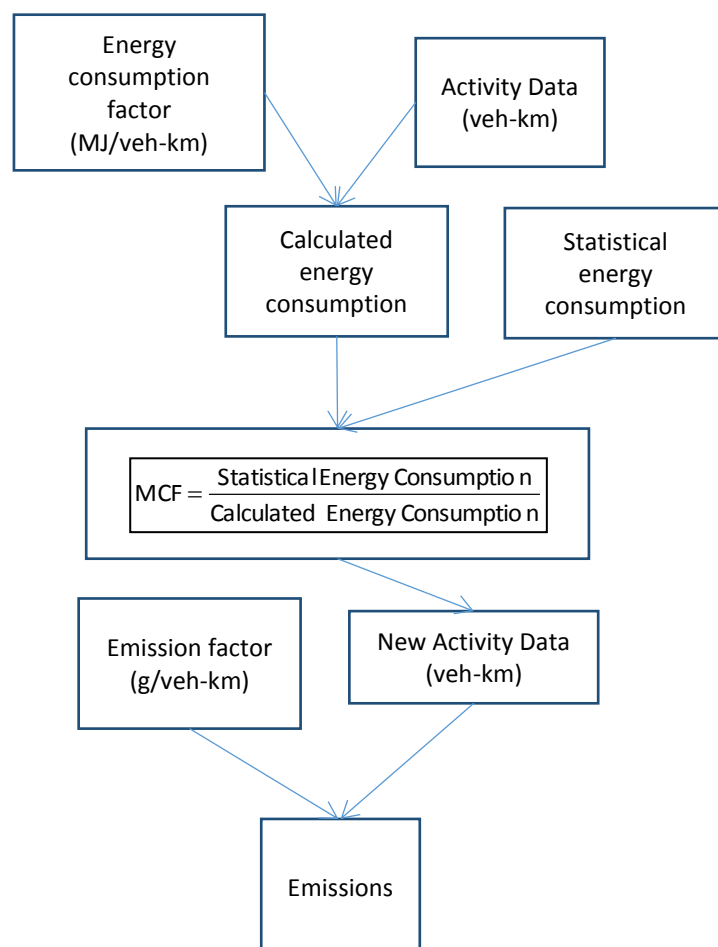 Energy
consumption
factor
(MJ/veh-km)
Activity Data
(veh-km)
Calculated
energy
consumption
Statistical
energy
consumption
MCF = Statistical Energy Consumptio n
Calculated Energy Consumptio n
Emission factor
(g/veh-km)
New Activity Data
(veh-km)
Emissions